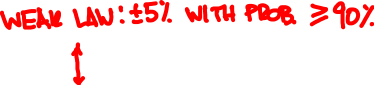 WEAK LAW: ±5% WITH PROB. ≥90%